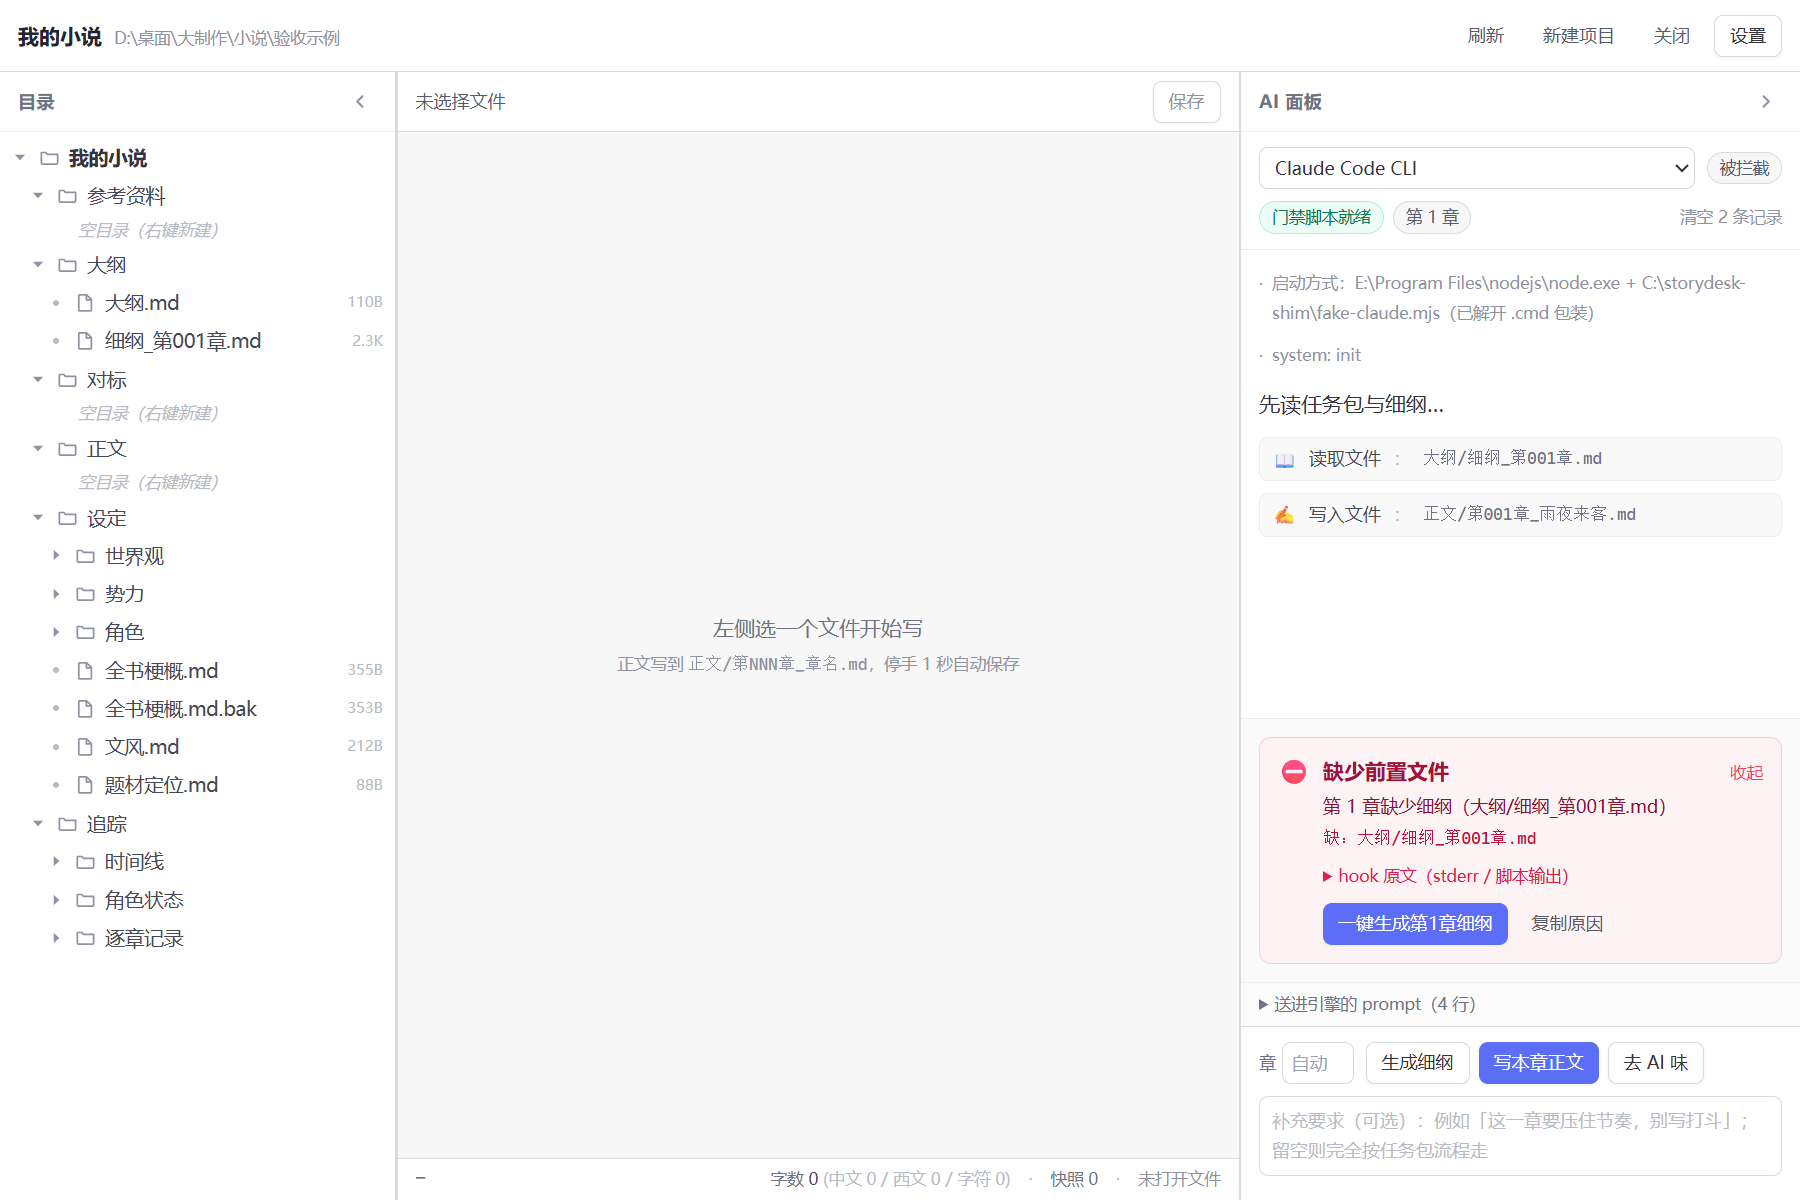 我的小说 D:\桌面\大制作\小说\验收示例
刷新 新建项目 关闭 设置
目录
我的小说
参考资料
空目录（右键新建）
大纲
大纲.md 110B
细纲_第001章.md 2.3K
对标
空目录（右键新建）
正文
空目录（右键新建）
设定
世界观
势力
角色
全书梗概.md 355B
全书梗概.md.bak 353B
文风.md 212B
题材定位.md 88B
追踪
时间线
角色状态
逐章记录
未选择文件 保存
左侧选一个文件开始写
正文写到 正文/第NNN章_章名.md，停手 1 秒自动保存
– 字数 0 (中文 0 / 西文 0 / 字符 0) · 快照 0 · 未打开文件
AI 面板
Claude Code CLI 被拦截
门禁脚本就绪 第 1 章 清空 2 条记录
· 启动方式：E:\Program Files\nodejs\node.exe + C:\storydesk-
shim\fake-claude.mjs（已解开 .cmd 包装）
· system: init
先读任务包与细纲...
读取文件 ： 大纲/细纲_第001章.md
写入文件 ： 正文/第001章_雨夜来客.md
缺少前置文件 收起
第 1 章缺少细纲（大纲/细纲_第001章.md）
缺：大纲/细纲_第001章.md
hook 原文（stderr / 脚本输出）
一键生成第1章细纲 复制原因
送进引擎的 prompt（4 行）
章 自动 生成细纲 写本章正文 去 AI 味
补充要求（可选）：例如「这一章要压住节奏，别写打斗」；
留空则完全按任务包流程走